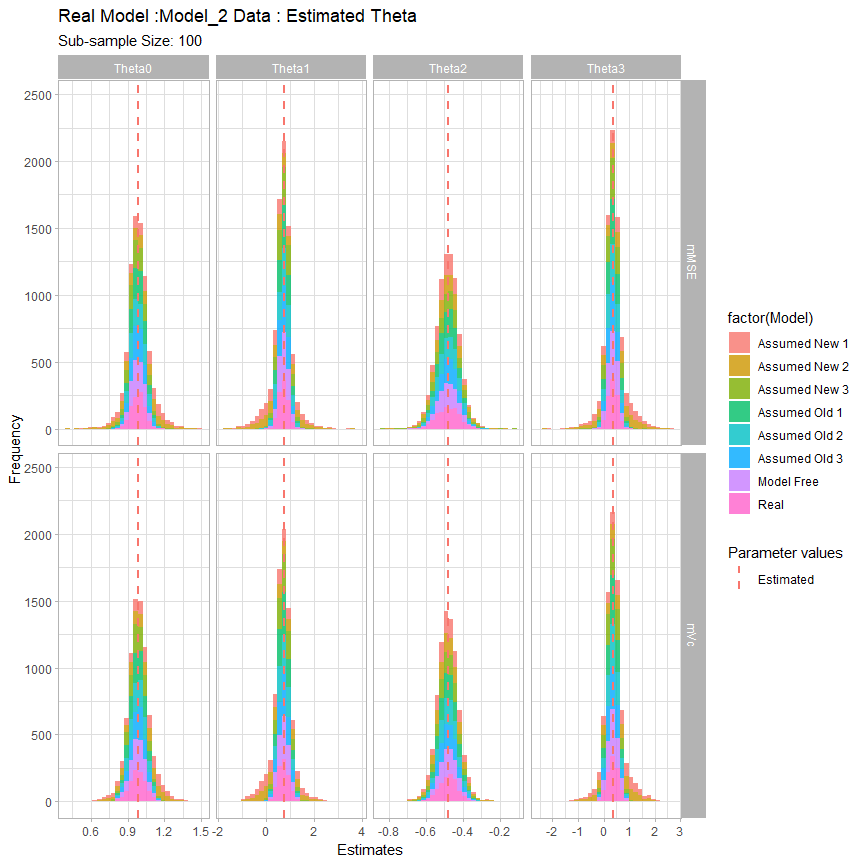 Real Model :Model_2 Data : Estimated Theta
Sub-sample Size: 100
Theta0 Theta1 Theta2 Theta3
2500
2000
1500
1000
500
0
mMSE
2500
2000
1500
1000
500
0
mVc
Frequency
0.6 0.9 1.2 1.5 -2 0 2 4 -0.8 -0.6 -0.4 -0.2 -2 -1 0 1 2 3
Estimates
factor(Model)
Assumed New 1
Assumed New 2
Assumed New 3
Assumed Old 1
Assumed Old 2
Assumed Old 3
Model Free
Real
Parameter values
Estimated